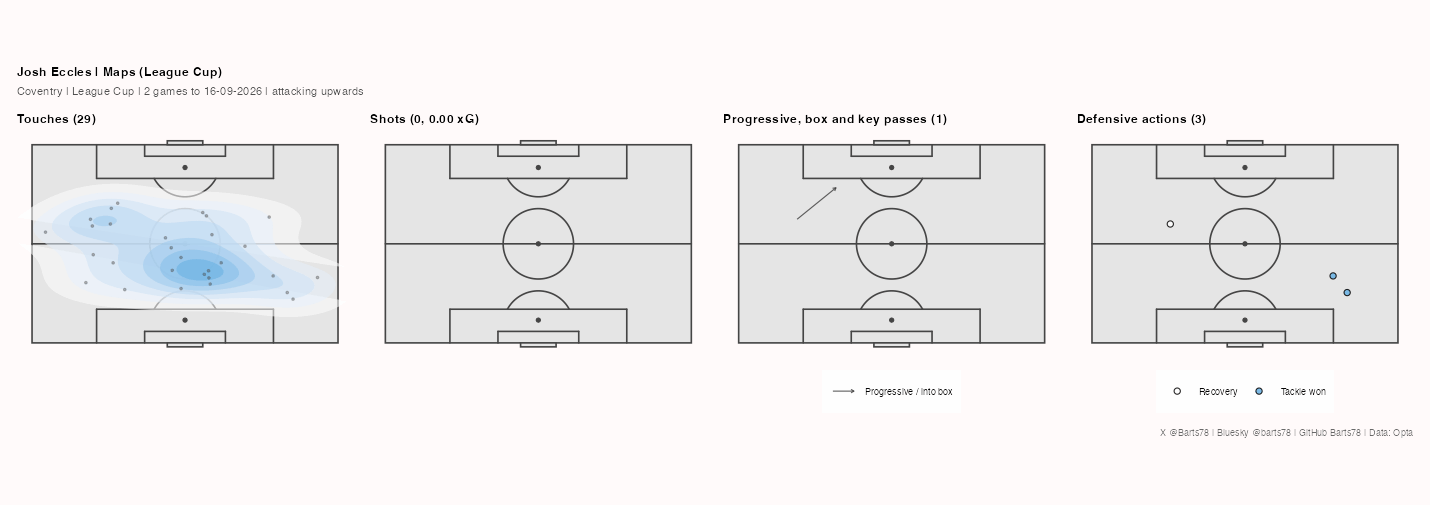 Josh Eccles | Maps (League Cup)
Coventry | League Cup | 2 games to 16-09-2026 | attacking upwards
Touches (29)
Shots (0, 0.00 xG)
Progressive, box and key passes (1)
Defensive actions (3)
Progressive / into box
Recovery
Tackle won
X @Barts78 | Bluesky @barts78 | GitHub Barts78 | Data: Opta